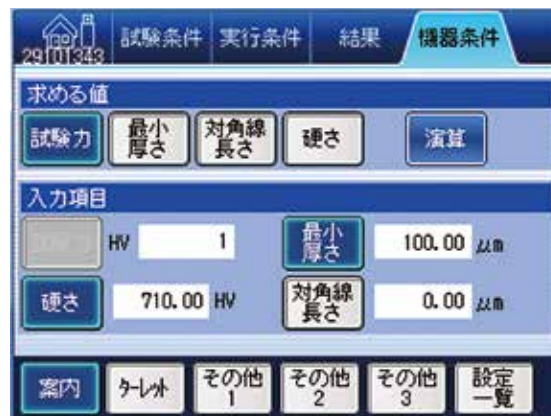 29101343
試験条件 実行条件 結果 機器条件
求める値
試験力 最小厚さ 対角線長さ 硬さ 演算
入力項目
HV 1 最小厚さ 100.00 μm
硬さ 710.00 HV 対角線長さ 0.00 μm
案内 ターレット その他1 その他2 その他3 設定一覧